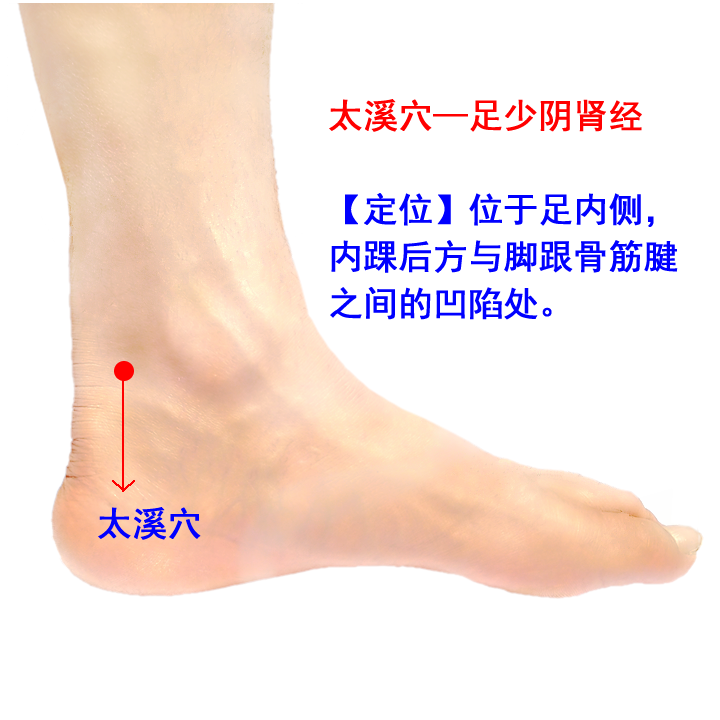 太溪穴—足少阴肾经
【定位】位于足内侧，
内踝后方与脚跟骨筋腱
之间的凹陷处。
太溪穴